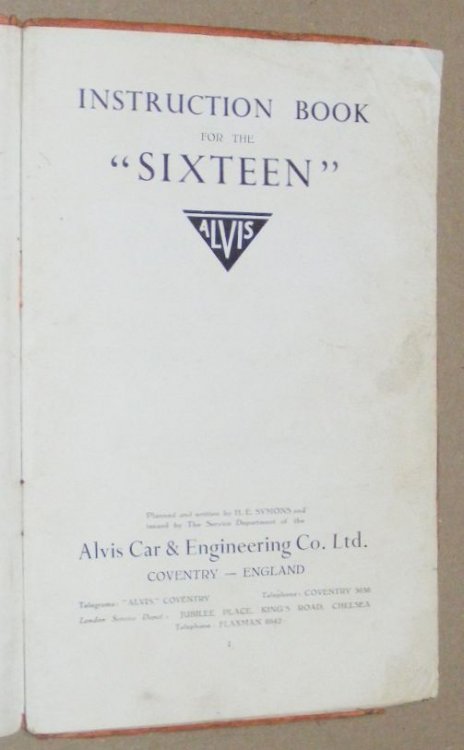 INSTRUCTION BOOK
FOR THE
“SIXTEEN”
ALVIS
Planned and written by H. E. SYMONS and
issued by The Service Department of the
Alvis Car & Engineering Co. Ltd.
COVENTRY — ENGLAND
Telegrams: "ALVIS," COVENTRY Telephone: COVENTRY
London Service Depot: JUBILEE PLACE, KING'S ROAD, CHELSEA
Telephone: FLAXMAN